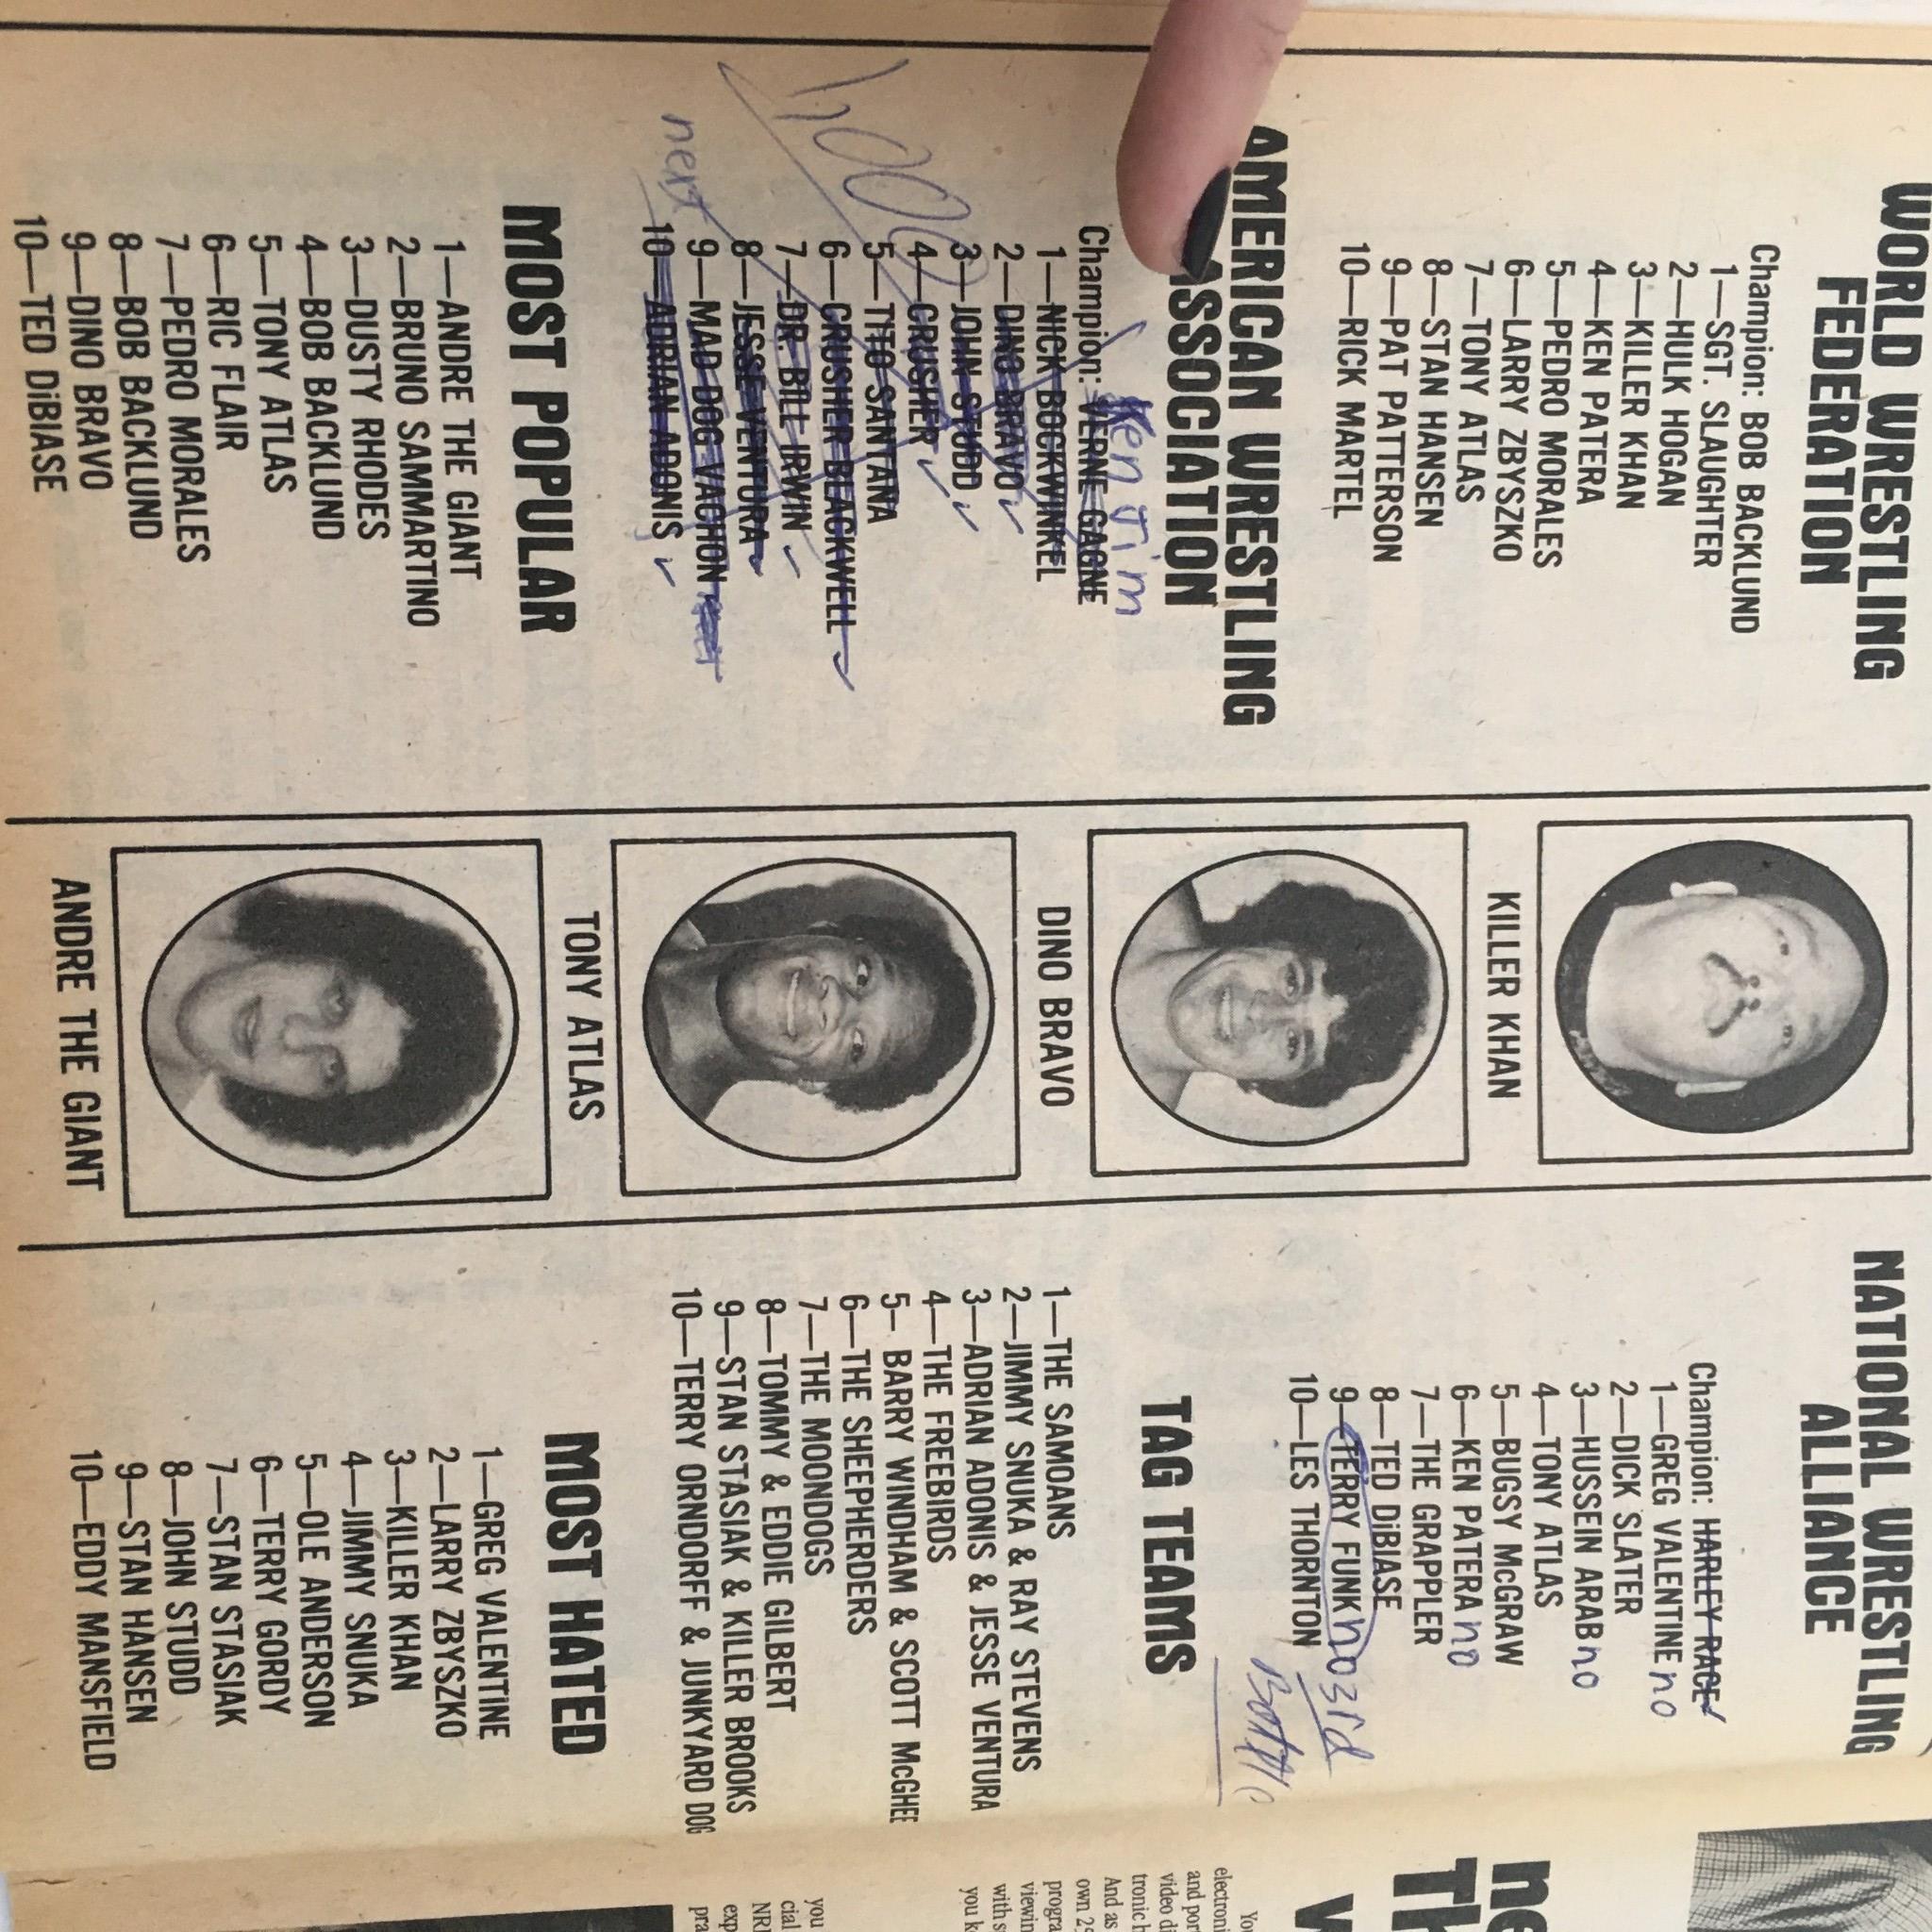 WORLD WRESTLING
FEDERATION
Champion: BOB BACKLUND
1—SGT. SLAUGHTER
2—HULK HOGAN
3—KILLER KHAN
4—KEN PATERA
5—PEDRO MORALES
6—LARRY ZBYSZKO
7—TONY ATLAS
8—STAN HANSEN
9—PAT PATTERSON
10—RICK MARTEL
AMERICAN WRESTLING
ASSOCIATION
Ken Jim
Champion: VERNE GAGNE
1—NICK BOCKWINKEL
2—DINO BRAVO
3—JOHN STUDD
4—CRUSHER
5—TITO SANTANA
6—CRUSHER BLACKWELL
7—DR. BILL IRWIN
8—JESSE VENTURA
9—MAD DOG VACHON
10—ADRIAN ADONIS
next
MOST POPULAR
1—ANDRE THE GIANT
2—BRUNO SAMMARTINO
3—DUSTY RHODES
4—BOB BACKLUND
5—TONY ATLAS
6—RIC FLAIR
7—PEDRO MORALES
8—BOB BACKLUND
9—DINO BRAVO
10—TED DiBIASE
KILLER KHAN
DINO BRAVO
TONY ATLAS
ANDRE THE GIANT
NATIONAL WRESTLING
ALLIANCE
Champion: HARLEY RACE
1—GREG VALENTINE no
2—DICK SLATER
3—HUSSEIN ARAB no
4—TONY ATLAS
5—BUGSY McGRAW
6—KEN PATERA no
7—THE GRAPPLER
8—TED DiBIASE
9—TERRY FUNK no 3rd
10—LES THORNTON
TAG TEAMS
1—THE SAMOANS
2—JIMMY SNUKA & RAY STEVENS
3—ADRIAN ADONIS & JESSE VENTURA
4—THE FREEBIRDS
5—BARRY WINDHAM & SCOTT McGHEE
6—THE SHEEPHERDERS
7—THE MOONDOGS
8—TOMMY & EDDIE GILBERT
9—STAN STASIAK & KILLER BROOKS
10—TERRY ORNDORFF & JUNKYARD DOG
MOST HATED
1—GREG VALENTINE
2—LARRY ZBYSZKO
3—KILLER KHAN
4—JIMMY SNUKA
5—OLE ANDERSON
6—TERRY GORDY
7—STAN STASIAK
8—JOHN STUDD
9—STAN HANSEN
10—EDDY MANSFIELD